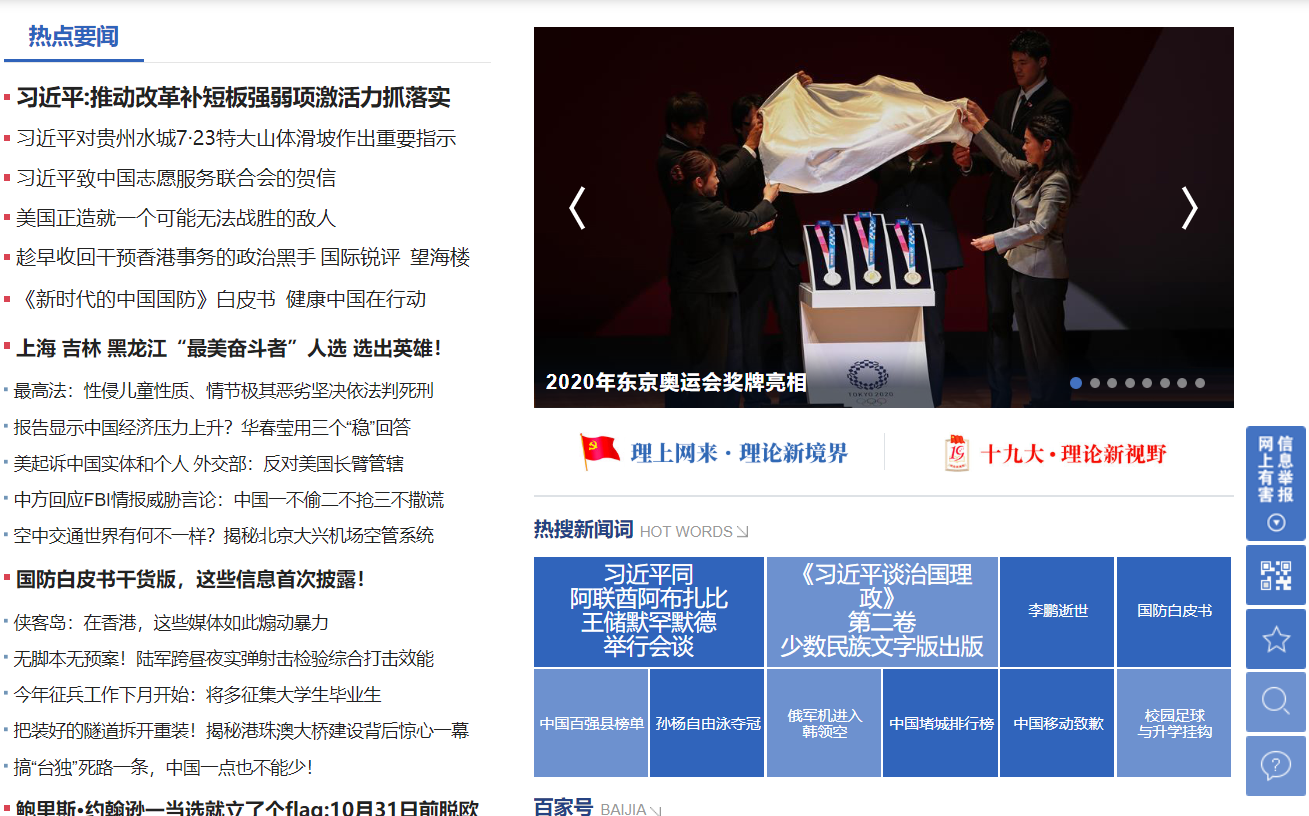 热点要闻
习近平:推动改革补短板强弱项激活力抓落实
习近平对贵州水城7·23特大山体滑坡作出重要指示
习近平致中国志愿服务联合会的贺信
美国正造就一个可能无法战胜的敌人
趁早收回干预香港事务的政治黑手 国际锐评 望海楼
《新时代的中国国防》白皮书 健康中国在行动
上海 吉林 黑龙江“最美奋斗者”人选 选出英雄!
最高法：性侵儿童性质、情节极其恶劣坚决依法判死刑
报告显示中国经济压力上升？华春莹用三个“稳”回答
美起诉中国实体和个人 外交部：反对美国长臂管辖
中方回应FBI情报威胁言论：中国一不偷二不抢三不撒谎
空中交通世界有何不一样？揭秘北京大兴机场空管系统
国防白皮书干货版，这些信息首次披露!
侠客岛：在香港，这些媒体如此煽动暴力
无脚本无预案！陆军跨昼夜实弹射击检验综合打击效能
今年征兵工作下月开始：将多征集大学生毕业生
把装好的隧道拆开重装！揭秘港珠澳大桥建设背后惊心一幕
搞“台独”死路一条，中国一点也不能少！
鲍里斯•约翰逊一当选就立了个flag:10月31日前脱欧
TOKYO 2020
2020年东京奥运会奖牌亮相
理上网来·理论新境界
19
十九大·理论新视野
热搜新闻词 HOT WORDS
习近平同
阿联酋阿布扎比
王储默罕默德
举行会谈
《习近平谈治国理
政》
第二卷
少数民族文字版出版
李鹏逝世
国防白皮书
中国百强县榜单
孙杨自由泳夺冠
俄军机进入
韩领空
中国堵城排行榜
中国移动致歉
校园足球
与升学挂钩
百家号 BAIJIA
网上有害
信息举报